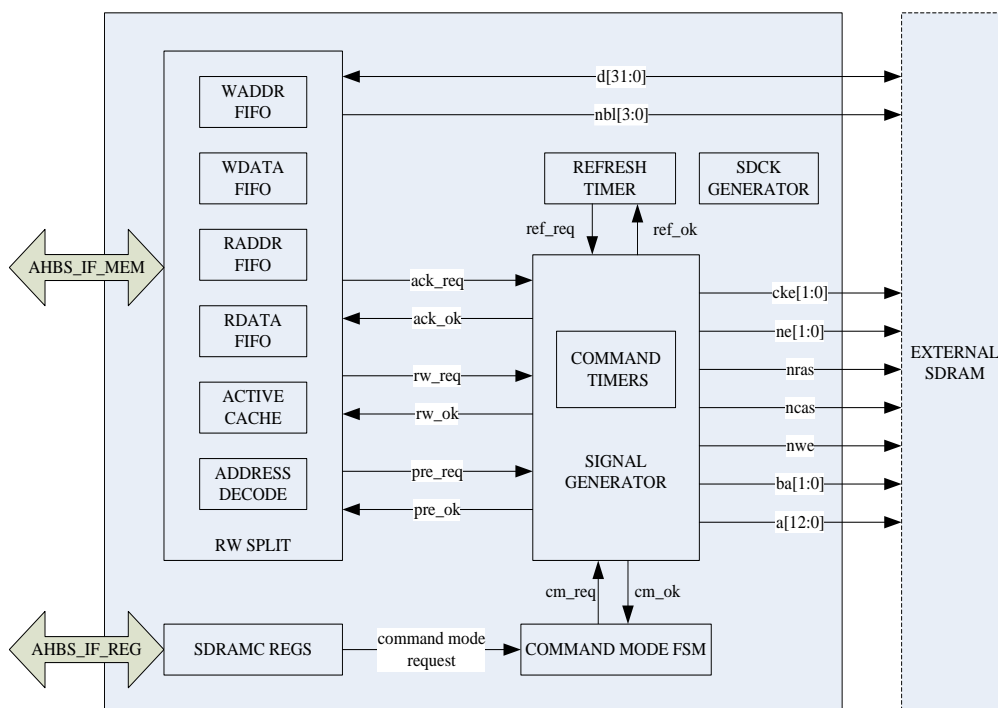 d[31:0]
WADDR
FIFO
nbl[3:0]
WDATA
FIFO
REFRESH
TIMER
SDCK
GENERATOR
RADDR
FIFO
ref_req
ref_ok
AHBS_IF_MEM
ack_req
cke[1:0]
RDATA
FIFO
ack_ok
ne[1:0]
COMMAND
TIMERS
EXTERNAL
SDRAM
rw_req
nras
ACTIVE
CACHE
rw_ok
ncas
nwe
ADDRESS
DECODE
pre_req
SIGNAL
GENERATOR
ba[1:0]
pre_ok
a[12:0]
RW SPLIT
cm_req
cm_ok
AHBS_IF_REG
SDRAMC REGS
command mode
request
COMMAND MODE FSM